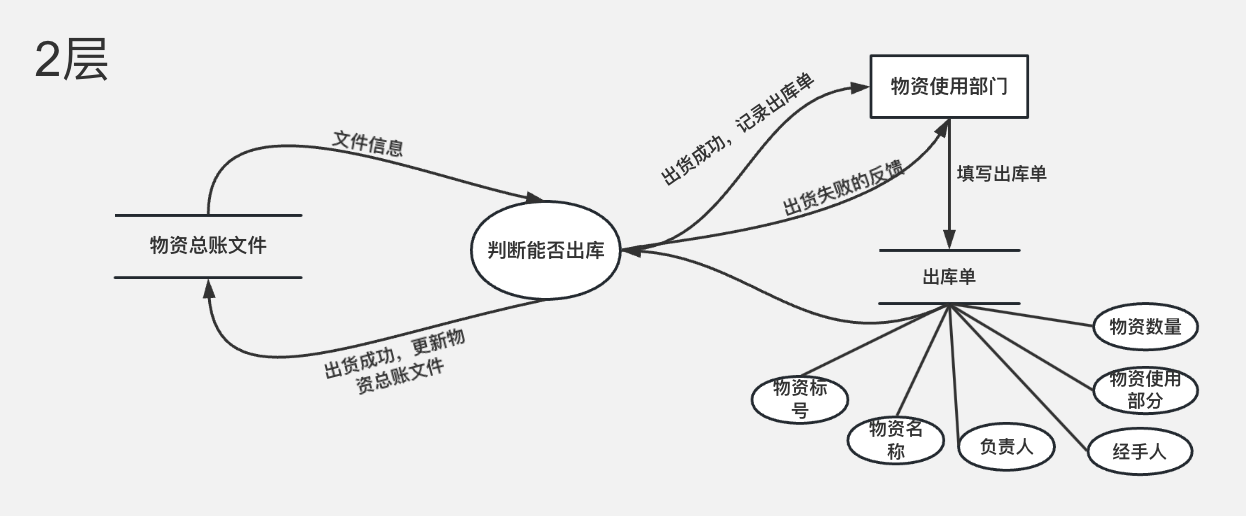 2层
物资使用部门
出货成功，记录出库单
文件信息
出货失败的反馈
填写出库单
物资总账文件
判断能否出库
出库单
物资数量
出货成功，更新物
资总账文件
物资标
号
物资使用
部分
物资名
称
负责人
经手人